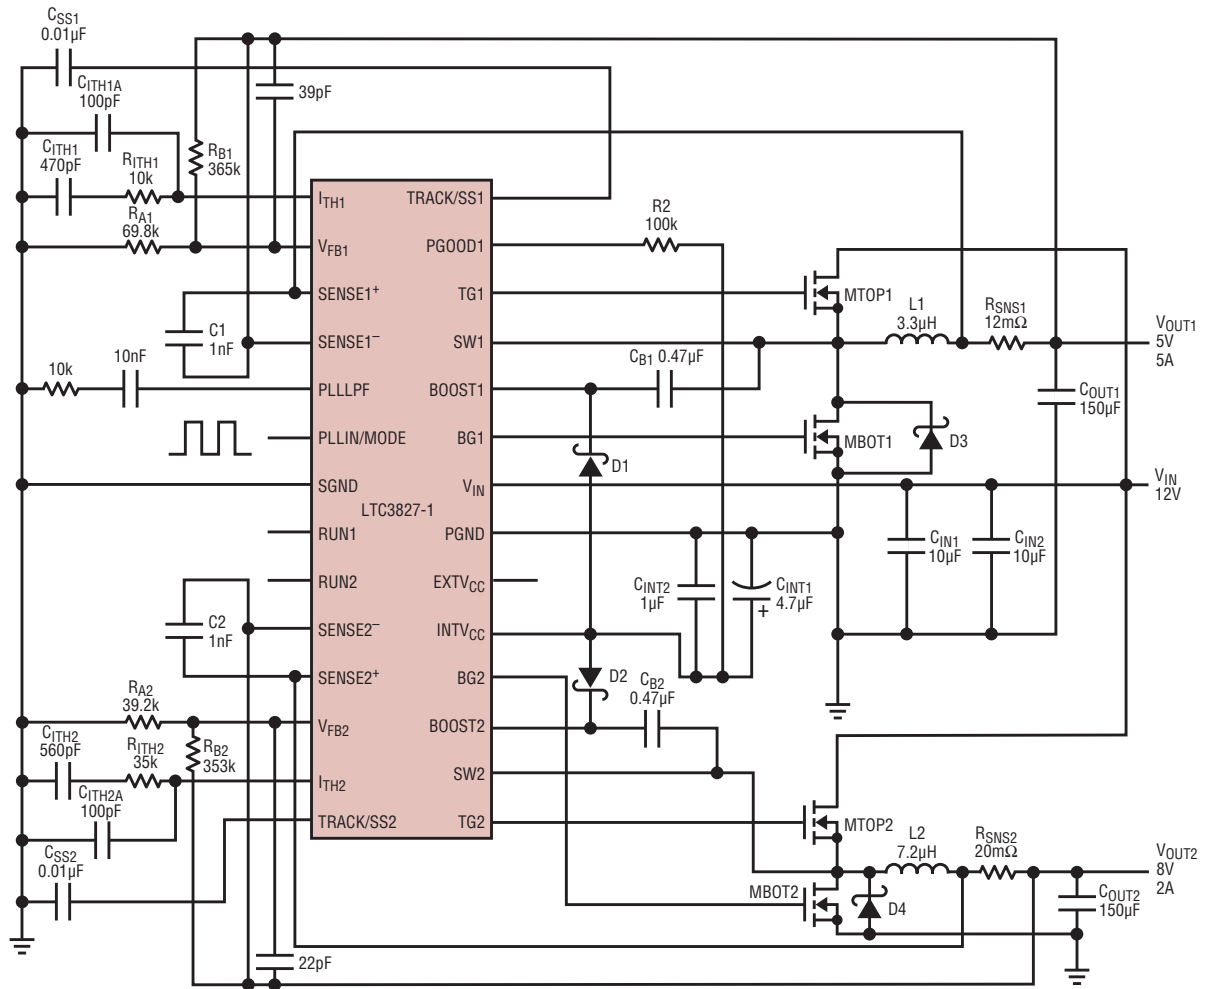 CSS1
0.01µF
CITH1A
100pF
39pF
CITH1
470pF
RITH1
10k
RB1
365k
RA1
69.8k
ITH1
TRACK/SS1
R2
100k
VFB1
PGOOD1
SENSE1+
TG1
MTOP1
L1
3.3µH
RSNS1
12mΩ
VOUT1
5V
5A
C1
1nF
SENSE1–
SW1
CB1 0.47µF
10k
10nF
PLLLPF
BOOST1
COUT1
150µF
PLLIN/MODE
BG1
MBOT1
D3
D1
SGND
VIN
VIN
12V
LTC3827-1
RUN1
PGND
CIN1
10µF
CIN2
10µF
RUN2
EXTVCC
CINT2
1µF
CINT1
4.7µF
+
C2
1nF
SENSE2–
INTVCC
SENSE2+
BG2
D2
CB2
0.47µF
RA2
39.2k
VFB2
BOOST2
CITH2
560pF
RITH2
35k
RB2
353k
ITH2
SW2
CITH2A
100pF
TRACK/SS2
TG2
MTOP2
L2
7.2µH
RSNS2
20mΩ
VOUT2
8V
2A
CSS2
0.01µF
MBOT2
D4
COUT2
150µF
22pF